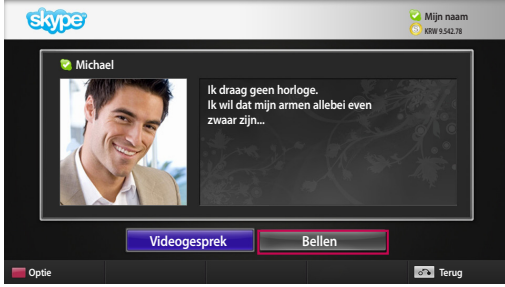 skype
Mijn naam
KRW 9.542.78
Michael
Ik draag geen horloge.
Ik wil dat mijn armen allebei even
zwaar zijn...
Videogesprek
Bellen
Optie
Terug